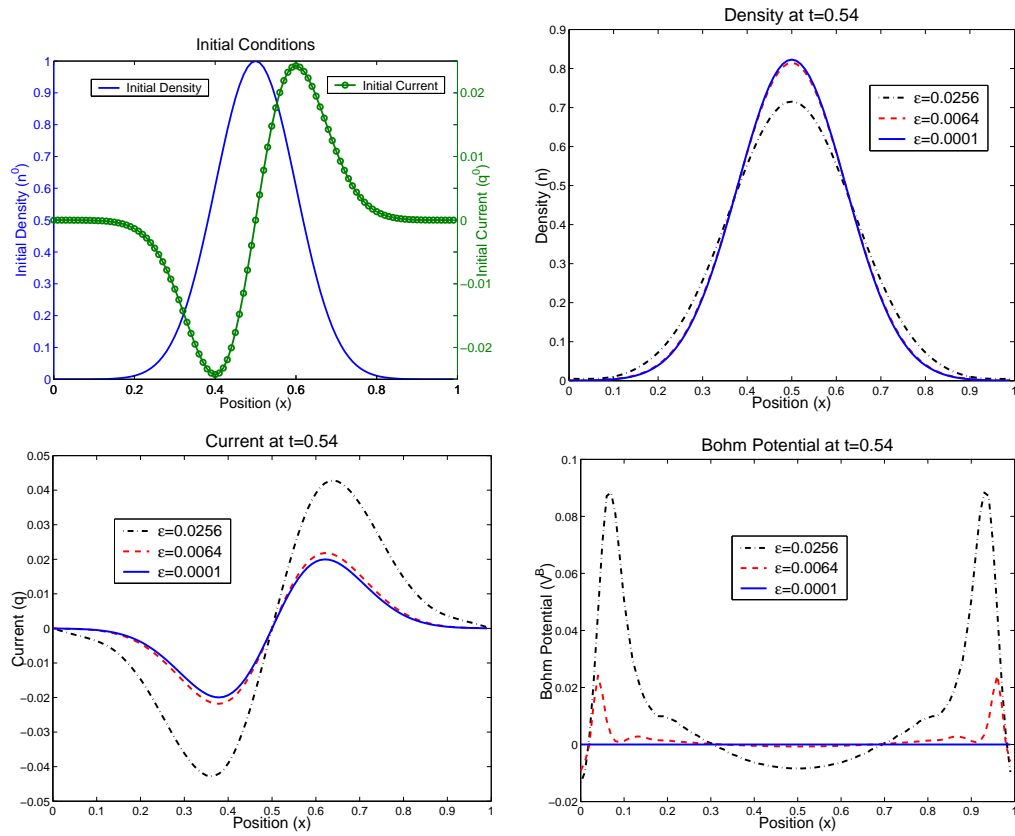 Initial Conditions
Initial Density
Initial Current
1
0.9
0.8
0.7
0.6
0.5
0.4
0.3
0.2
0.1
0
Initial Density (n⁰)
0.02
0.01
0
−0.01
−0.02
Initial Current (q⁰)
0 0.2 0.4 0.6 0.8 1
Position (x)
Density at t=0.54
ε=0.0256
ε=0.0064
ε=0.0001
0.9
0.8
0.7
0.6
0.5
0.4
0.3
0.2
0.1
0
Density (n)
0 0.1 0.2 0.3 0.4 0.5 0.6 0.7 0.8 0.9 1
Position (x)
Current at t=0.54
ε=0.0256
ε=0.0064
ε=0.0001
0.05
0.04
0.03
0.02
0.01
0
−0.01
−0.02
−0.03
−0.04
−0.05
Current (q)
0 0.1 0.2 0.3 0.4 0.5 0.6 0.7 0.8 0.9 1
Position (x)
Bohm Potential at t=0.54
ε=0.0256
ε=0.0064
ε=0.0001
0.1
0.08
0.06
0.04
0.02
0
−0.02
Bohm Potential (Vᴮ)
0 0.1 0.2 0.3 0.4 0.5 0.6 0.7 0.8 0.9 1
Position (x)